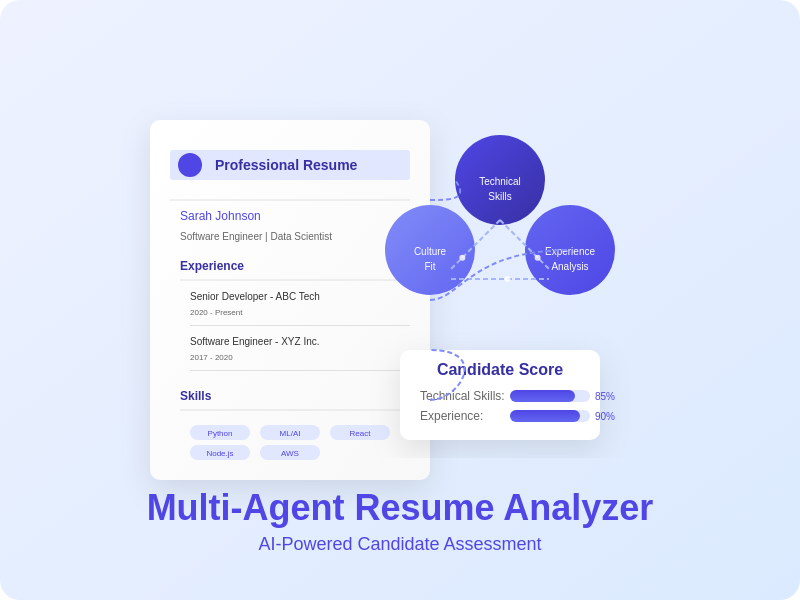 Professional Resume
Sarah Johnson
Software Engineer | Data Scientist
Experience
Senior Developer - ABC Tech
2020 - Present
Software Engineer - XYZ Inc.
2017 - 2020
Skills
Python
ML/AI
React
Node.js
AWS
Technical
Skills
Culture
Fit
Experience
Analysis
Candidate Score
Technical Skills: 85%
Experience: 90%
Multi-Agent Resume Analyzer
AI-Powered Candidate Assessment